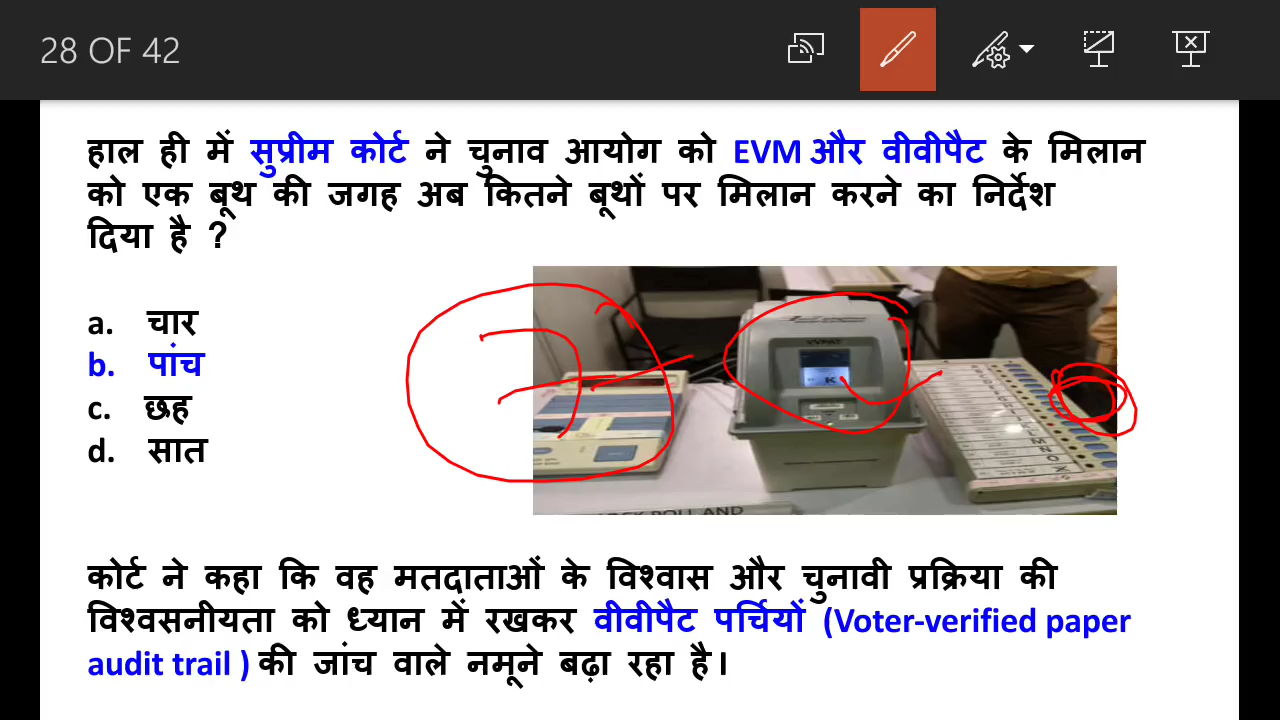 28 OF 42
हाल ही में सुप्रीम कोर्ट ने चुनाव आयोग को EVM और वीवीपैट के मिलान
को एक बूथ की जगह अब कितने बूथों पर मिलान करने का निर्देश
दिया है ?
a. चार
b. पांच
c. छह
d. सात
VVPAT
K
M
N
O
कोर्ट ने कहा कि वह मतदाताओं के विश्वास और चुनावी प्रक्रिया की
विश्वसनीयता को ध्यान में रखकर वीवीपैट पर्चियों (Voter-verified paper
audit trail ) की जांच वाले नमूने बढ़ा रहा है।